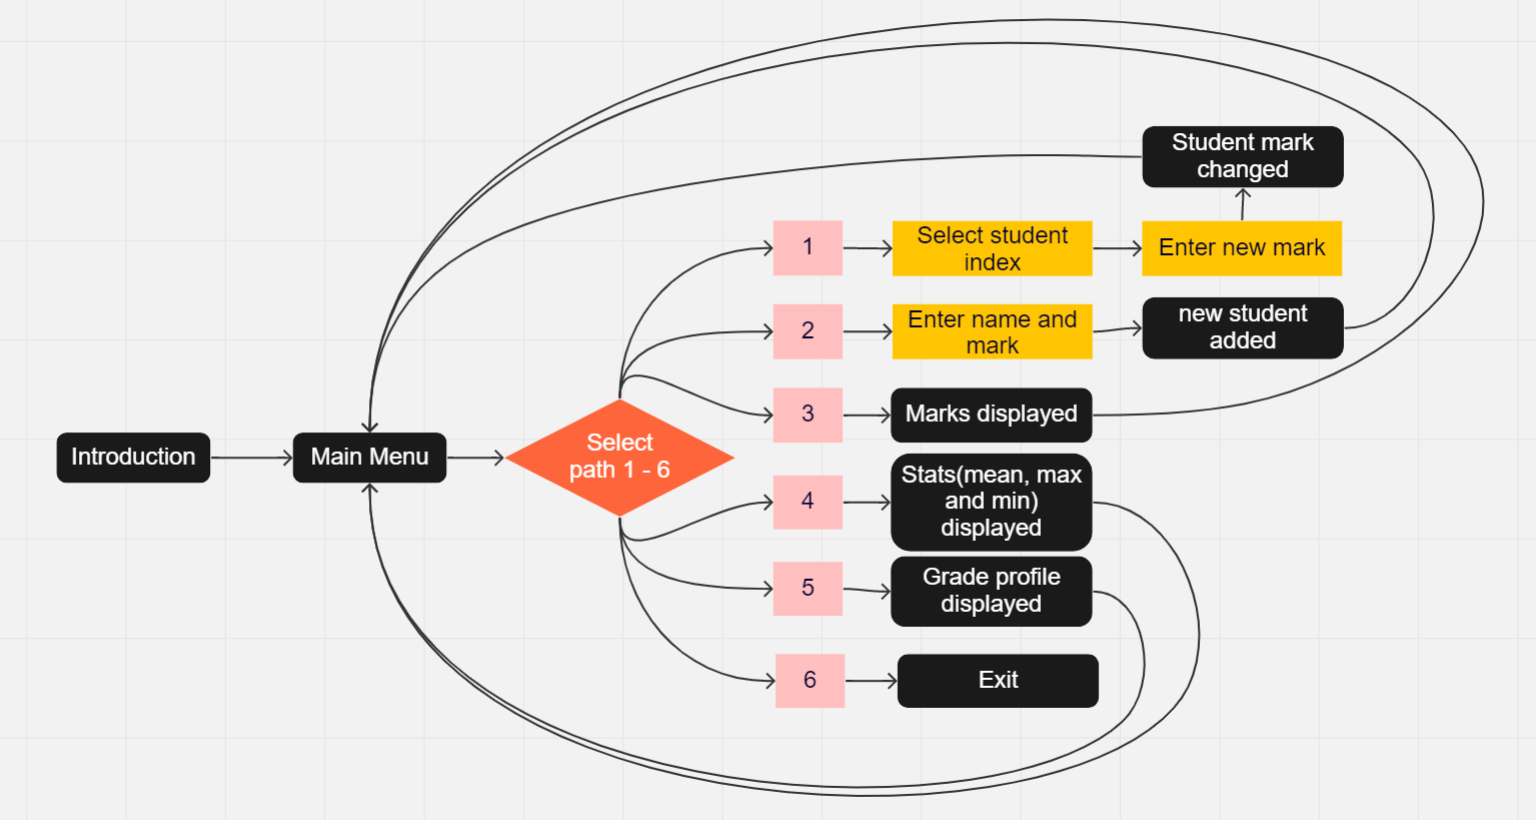 Student mark
changed
1
Select student
index
Enter new mark
2
Enter name and
mark
new student
added
3
Marks displayed
Introduction
Main Menu
Select
path 1 - 6
4
Stats(mean, max
and min)
displayed
5
Grade profile
displayed
6
Exit